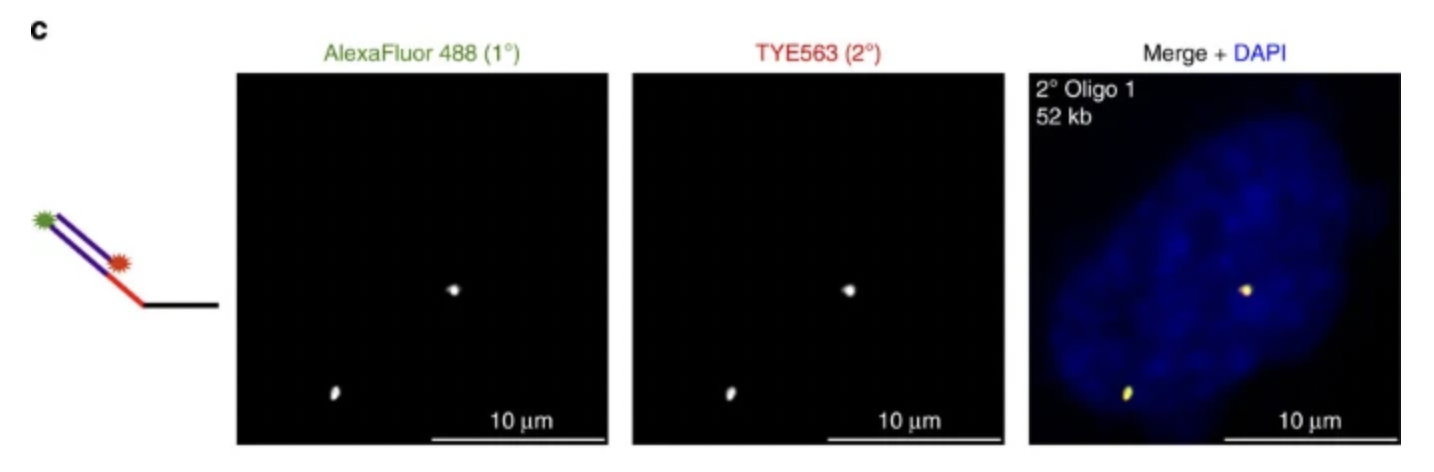 c
AlexaFluor 488 (1°)
TYE563 (2°)
Merge + DAPI
2° Oligo 1
52 kb
10 μm
10 μm
10 μm